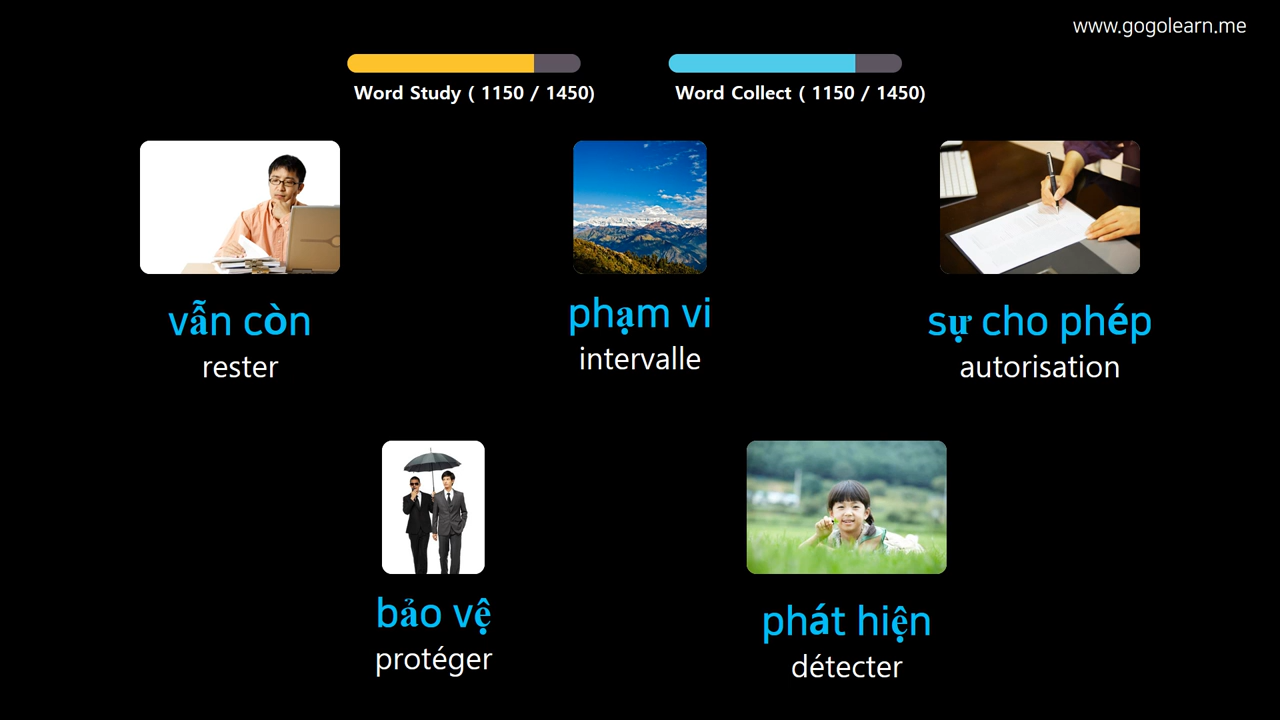 www.gogolearn.me
Word Study ( 1150 / 1450)
Word Collect ( 1150 / 1450)
vẫn còn
rester
phạm vi
intervalle
sự cho phép
autorisation
bảo vệ
protéger
phát hiện
détecter